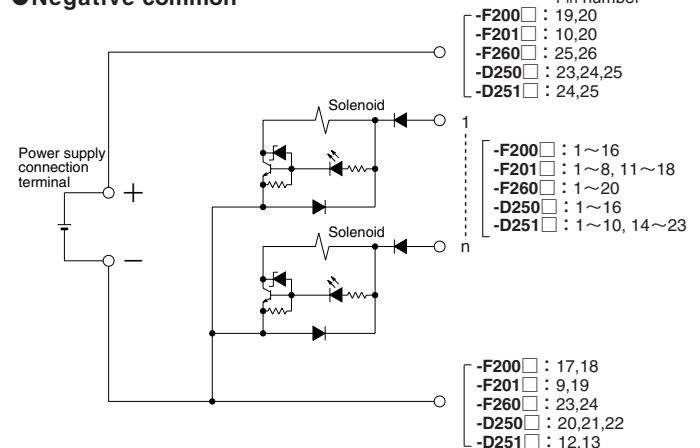 ●Negative common
Pin number
-F200□ : 19,20
-F201□ : 10,20
-F260□ : 25,26
-D250□ : 23,24,25
-D251□ : 24,25
Solenoid
1
Power supply
connection
terminal
+
-F200□ : 1～16
-F201□ : 1～8, 11～18
-F260□ : 1～20
-D250□ : 1～16
-D251□ : 1～10, 14～23
Solenoid
n
−
-F200□ : 17,18
-F201□ : 9,19
-F260□ : 23,24
-D250□ : 20,21,22
-D251□ : 12,13